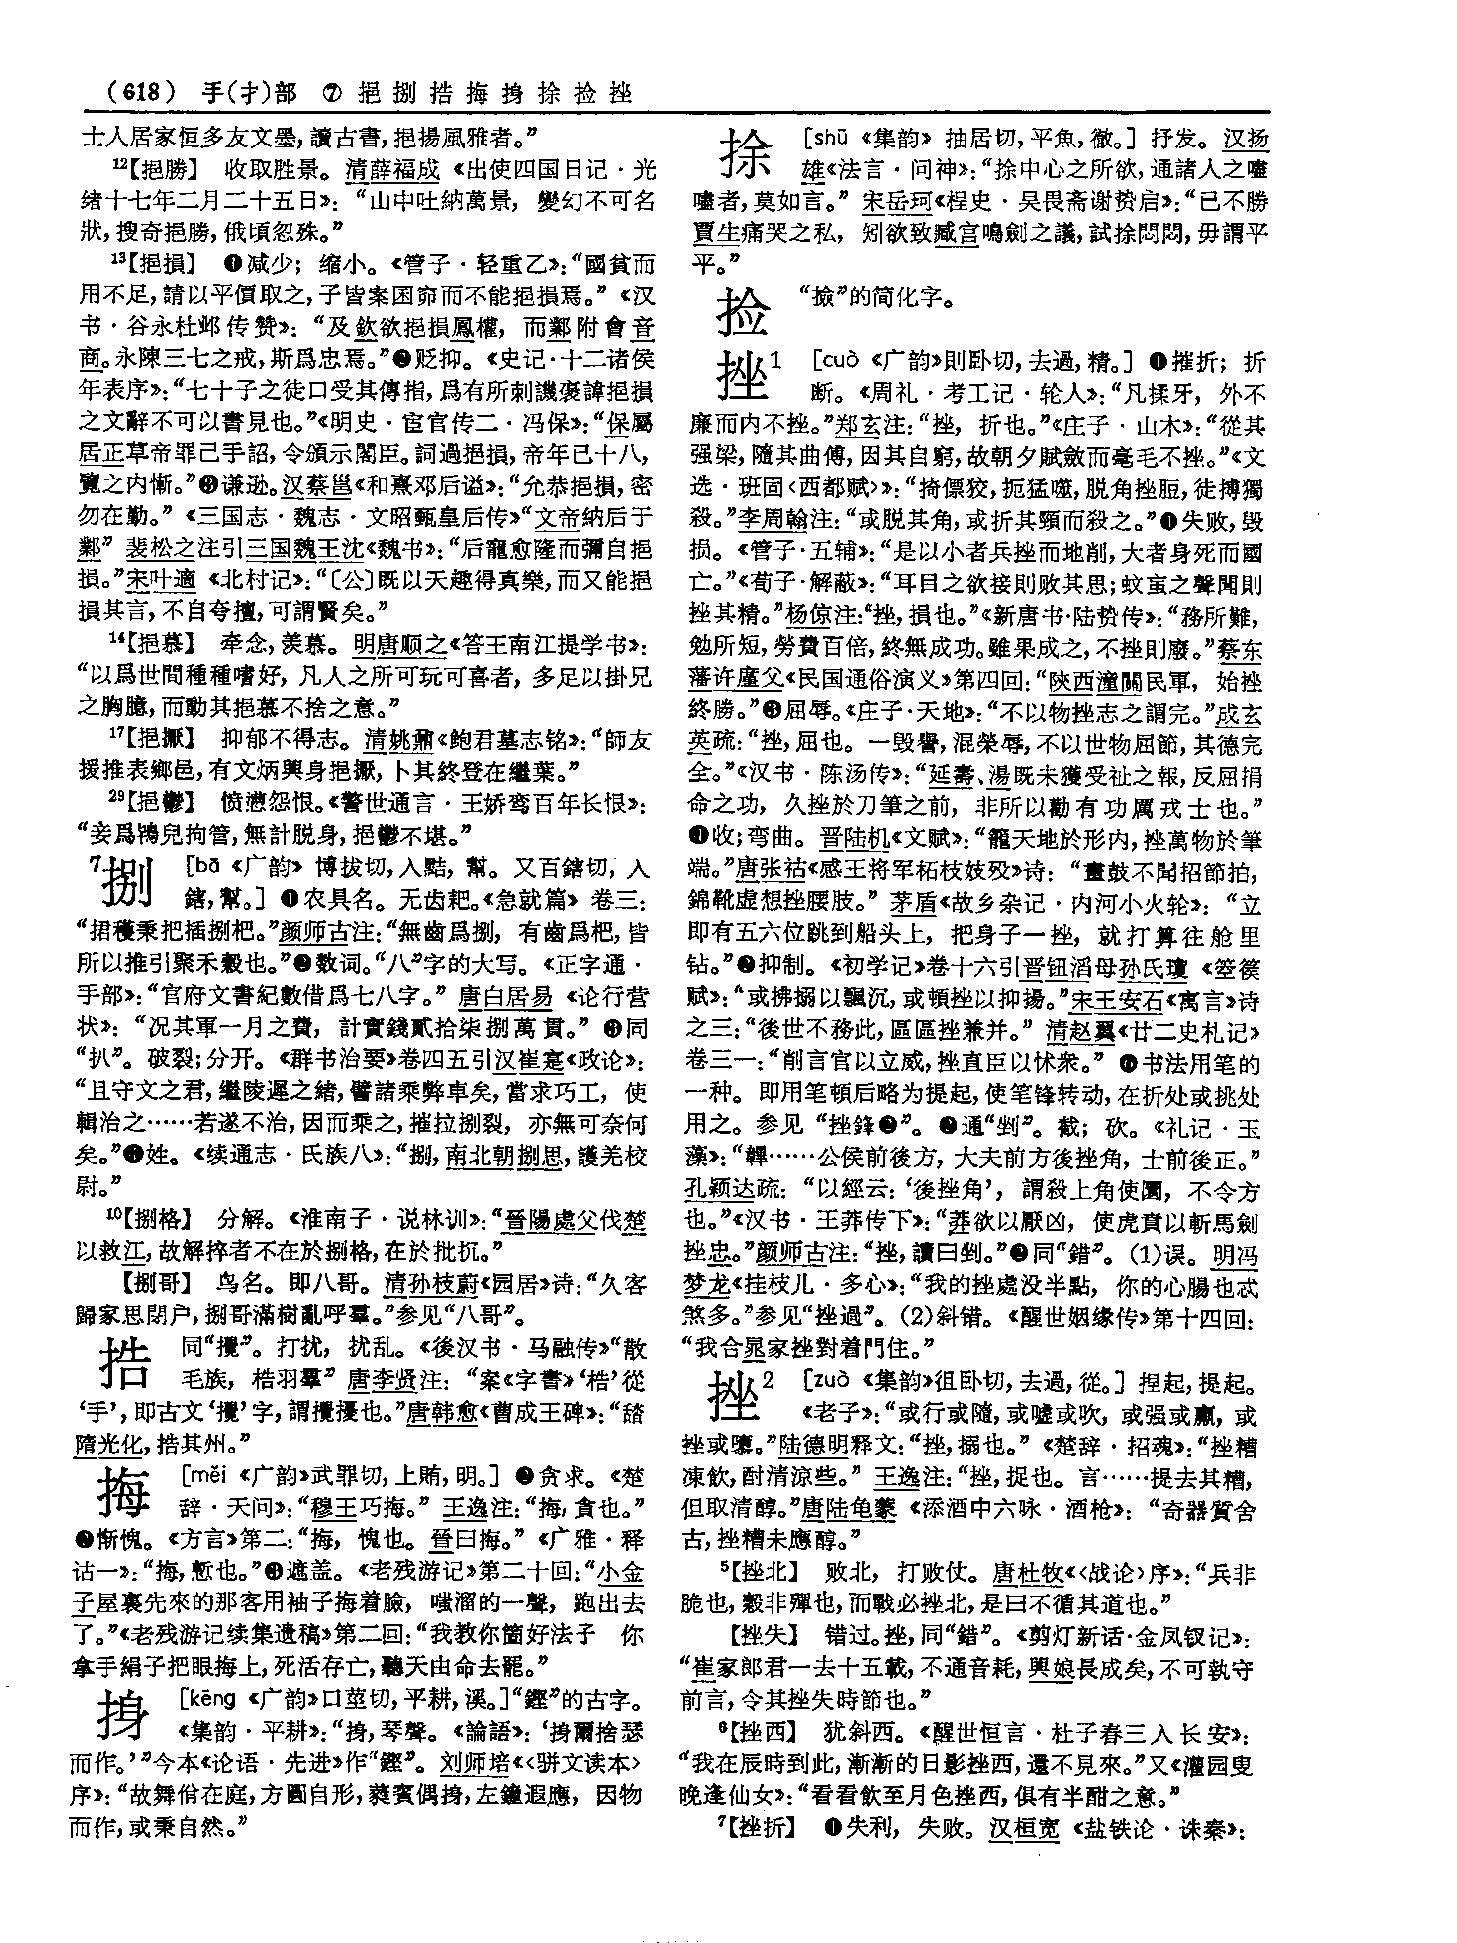 (618) 手(扌)部 ⑦ 挹捌捁挴挳捈捡挫
士人居家恒多友文墨，讀古書，挹揚風雅者。”
¹²【挹勝】 收取胜景。清薛福成《出使四国日记·光
绪十七年二月二十五日》：“山中吐納萬景，變幻不可名
狀，搜奇挹勝，俄頃忽殊。”
¹³【挹損】 ❶减少；缩小。《管子·轻重乙》：“國貧而
用不足，請以平價取之，子皆案囷窌而不能挹損焉。”《汉
书·谷永杜邺传赞》：“及欽欲挹損鳳權，而鄴附會音
商。永陳三七之戒，斯爲忠焉。”❷贬抑。《史记·十二诸侯
年表序》：“七十子之徒口受其傳指，爲有所刺譏褒諱挹損
之文辭不可以書見也。”《明史·宦官传二·冯保》：“保屬
居正草帝罪己手詔，令頒示閣臣。詞過挹損，帝年已十八，
覽之内慚。”❸谦逊。汉蔡邕《和熹邓后谥》：“允恭挹損，密
勿在勤。”《三国志·魏志·文昭甄皇后传》“文帝纳后于
鄴” 裴松之注引三国魏王沈《魏书》：“后寵愈隆而彌自挹
損。”宋叶適《北村记》：“〔公〕既以天趣得真樂，而又能挹
損其言，不自夸擅，可謂賢矣。”
¹⁴【挹慕】 牵念，羡慕。明唐顺之《答王南江提学书》：
“以爲世間種種嗜好，凡人之所可玩可喜者，多足以掛兄
之胸臆，而動其挹慕不捨之意。”
¹⁷【挹撅】 抑郁不得志。清姚鼐《鲍君墓志铭》：“師友
援推表鄉邑，有文炳興身挹撅，卜其終登在繼葉。”
²⁹【挹鬱】 愤懑怨恨。《警世通言·王娇鸾百年长恨》：
“妾爲鴇兒拘管，無計脱身，挹鬱不堪。”
⁷捌 [bā《广韵》博拔切，入黠，幫。又百鎋切，入
鎋，幫。] ❶农具名。无齿耙。《急就篇》卷三：
“捃穫秉把插捌杷。”颜师古注：“無齒爲捌，有齒爲杷，皆
所以推引聚禾穀也。”❷数词。“八”字的大写。《正字通·
手部》：“官府文書紀數借爲七八字。” 唐白居易《论行营
状》：“况其軍一月之費，計實錢貳拾柒捌萬貫。” ❸同
“扒”。破裂；分开。《群书治要》卷四五引汉崔寔《政论》：
“且守文之君，繼陵遲之緒，譬諸乘弊車矣，當求巧工，使
輯治之……若遂不治，因而乘之，摧拉捌裂，亦無可奈何
矣。”❹姓。《续通志·氏族八》：“捌，南北朝捌思，護羌校
尉。”
¹⁰【捌格】 分解。《淮南子·说林训》：“晉陽處父伐楚
以救江，故解捽者不在於捌格，在於批扤。”
【捌哥】 鸟名。即八哥。清孙枝蔚《园居》诗：“久客
歸家思閉户，捌哥滿樹亂呼羣。”参见“八哥”。
捁 同“攪”。打扰，扰乱。《後汉书·马融传》“散
毛族，梏羽羣” 唐李贤注：“案《字書》‘梏’從
‘手’，即古文‘攪’字，謂攪擾也。”唐韩愈《曹成王碑》：“䐛
隋光化，捁其州。”
挴 [měi《广韵》武罪切，上賄，明。] ❶贪求。《楚
辞·天问》：“穆王巧挴。” 王逸注：“挴，貪也。”
❷惭愧。《方言》第二：“挴，愧也。晉曰挴。”《广雅·释
诂一》：“挴，慙也。”❸遮盖。《老残游记》第二十回：“小金
子屋裏先來的那客用袖子挴着臉，嗤溜的一聲，跑出去
了。”《老残游记续集遗稿》第二回：“我教你箇好法子 你
拿手絹子把眼挴上，死活存亡，聽天由命去罷。”
挳 [kēng《广韵》口莖切，平耕，溪。]“鏗”的古字。
《集韵·平耕》：“挳，琴聲。《論語》：‘挳爾捨瑟
而作。’”今本《论语·先进》作“鏗”。刘师培《〈骈文读本〉
序》：“故舞佾在庭，方圓自形，蕤賓偶挳，左鐘遐應，因物
而作，或秉自然。”
捈 [shū《集韵》抽居切，平魚，徹。] 抒发。汉扬
雄《法言·问神》：“捈中心之所欲，通諸人之嚍
嚍者，莫如言。” 宋岳珂《桯史·吴畏斋谢贽启》：“已不勝
賈生痛哭之私，矧欲致臧宫鳴劍之議，試捈悶悶，毋謂平
平。”
捡 “撿”的简化字。
挫¹ [cuò《广韵》則卧切，去過，精。] ❶摧折；折
断。《周礼·考工记·轮人》：“凡揉牙，外不
廉而内不挫。”郑玄注：“挫，折也。”《庄子·山木》：“從其
强梁，隨其曲傅，因其自窮，故朝夕賦斂而毫毛不挫。”《文
选·班固〈西都赋〉》：“掎僄狡，扼猛噬，脱角挫脰，徒搏獨
殺。”李周翰注：“或脱其角，或折其頸而殺之。”❷失败，毁
损。《管子·五辅》：“是以小者兵挫而地削，大者身死而國
亡。”《荀子·解蔽》：“耳目之欲接則敗其思；蚊蝱之聲聞則
挫其精。”杨倞注：“挫，損也。”《新唐书·陆贽传》：“務所難，
勉所短，勞費百倍，終無成功。雖果成之，不挫則廢。”蔡东
藩许廑父《民国通俗演义》第四回：“陝西潼關民軍，始挫
終勝。”❸屈辱。《庄子·天地》：“不以物挫志之謂完。”成玄
英疏：“挫，屈也。一毁譽，混榮辱，不以世物屈節，其德完
全。”《汉书·陈汤传》：“延壽、湯既未獲受祉之報，反屈捐
命之功，久挫於刀筆之前，非所以勸有功厲戎士也。”
❹收；弯曲。晋陆机《文赋》：“籠天地於形内，挫萬物於筆
端。”唐张祜《感王将军柘枝妓殁》诗：“畫鼓不聞招節拍，
錦靴虚想挫腰肢。” 茅盾《故乡杂记·内河小火轮》：“立
即有五六位跳到船头上，把身子一挫，就打算往舱里
钻。”❺抑制。《初学记》卷十六引晋钮滔母孙氏瓊《箜篌
赋》：“或拂搦以飄沉，或頓挫以抑揚。”宋王安石《寓言》诗
之三：“後世不務此，區區挫兼并。” 清赵翼《廿二史札记》
卷三一：“削言官以立威，挫直臣以怵衆。” ❻书法用笔的
一种。即用笔頓后略为提起，使笔锋转动，在折处或挑处
用之。参见“挫鋒❷”。❼通“剉”。截；砍。《礼记·玉
藻》：“韠……公侯前後方，大夫前方後挫角，士前後正。”
孔颖达疏：“以經云：‘後挫角’，謂殺上角使圜，不令方
也。”《汉书·王莽传下》：“莽欲以厭凶，使虎賁以斬馬劍
挫忠。”颜师古注：“挫，讀曰剉。”❽同“錯”。(1)误。明冯
梦龙《挂枝儿·多心》：“我的挫處没半點，你的心腸也忒
煞多。”参见“挫過”。(2)斜错。《醒世姻缘传》第十四回：
“我合晁家挫對着門住。”
挫² [zuò《集韵》徂卧切，去過，從。] 捏起，提起。
《老子》：“或行或隨，或噓或吹，或强或羸，或
挫或隳。”陆德明释文：“挫，搦也。”《楚辞·招魂》：“挫糟
凍飲，酎清涼些。” 王逸注：“挫，捉也。言……提去其糟，
但取清醇。”唐陆龟蒙《添酒中六咏·酒枪》：“奇器質含
古，挫糟未應醇。”
⁵【挫北】 败北，打败仗。唐杜牧《〈战论〉序》：“兵非
脆也，穀非殫也，而戰必挫北，是曰不循其道也。”
【挫失】 错过。挫，同“錯”。《剪灯新话·金凤钗记》：
“崔家郎君一去十五載，不通音耗，興娘長成矣，不可執守
前言，令其挫失時節也。”
⁶【挫西】 犹斜西。《醒世恒言·杜子春三入长安》：
“我在辰時到此，漸漸的日影挫西，還不見來。”又《灌园叟
晚逢仙女》：“看看飲至月色挫西，俱有半酣之意。”
⁷【挫折】 ❶失利，失败。汉桓宽《盐铁论·诛秦》：